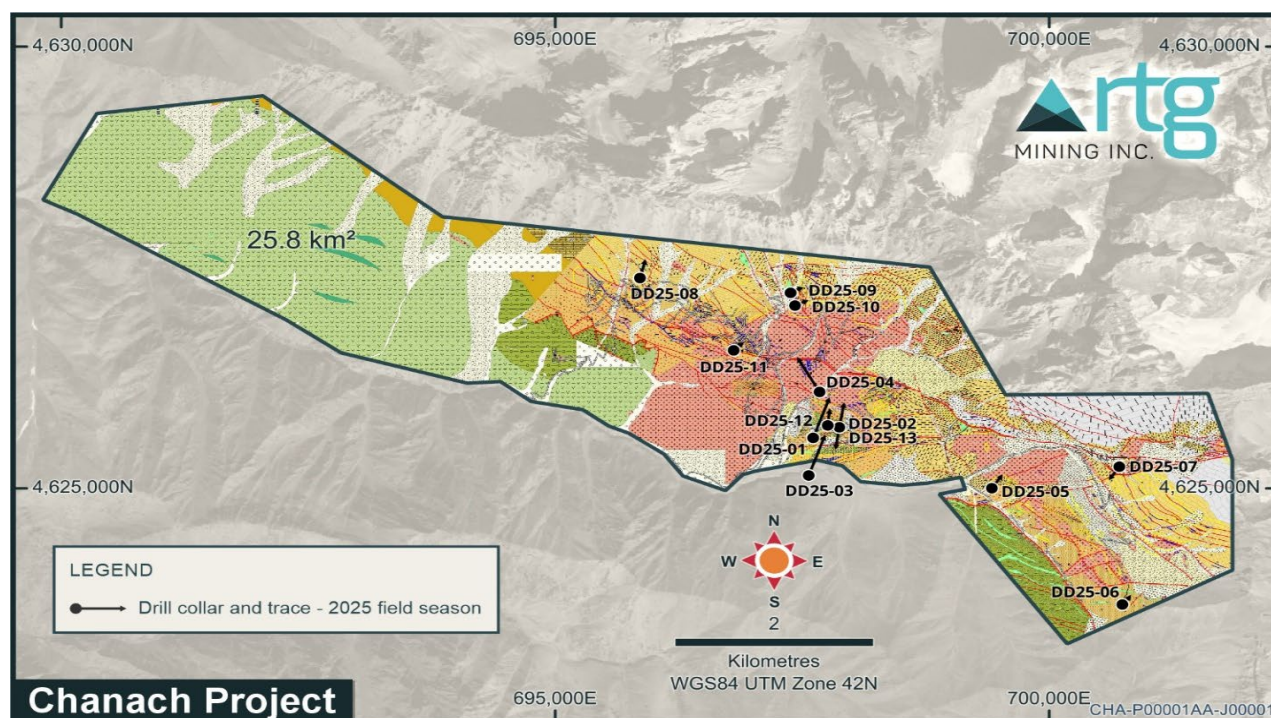 695,000E
700,000E
4,630,000N
4,630,000N
rtg
MINING INC.
25.8 km²
DD25-08
DD25-09
DD25-10
DD25-11
DD25-04
DD25-12
DD25-02
DD25-01
DD25-13
DD25-03
DD25-07
DD25-05
4,625,000N
4,625,000N
DD25-06
N
W
E
S
LEGEND
Drill collar and trace - 2025 field season
2
Kilometres
WGS84 UTM Zone 42N
Chanach Project
695,000E
700,000E
CHA-P00001AA-J00001